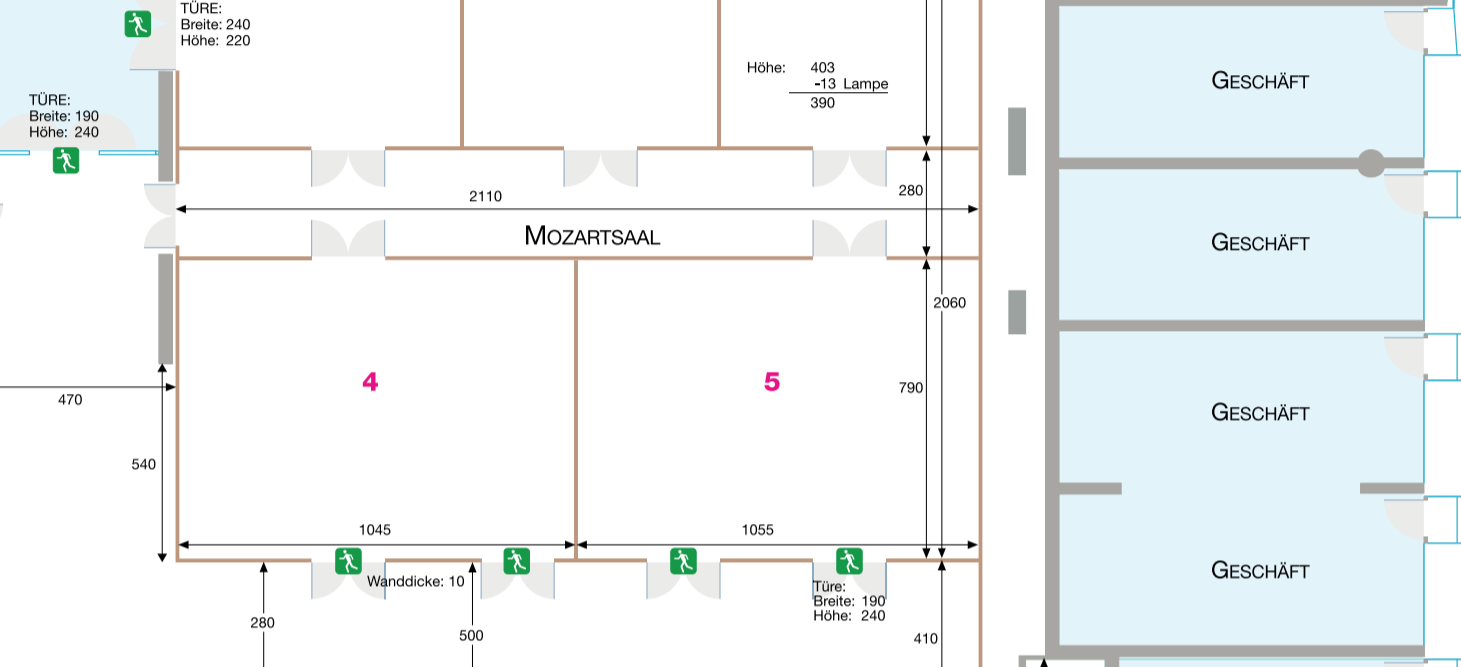 TÜRE:
Breite: 240
Höhe: 220
TÜRE:
Breite: 190
Höhe: 240
Höhe: 403
-13 Lampe
390
GESCHÄFT
2110
280
MOZARTSAAL
GESCHÄFT
2060
4
5
790
470
GESCHÄFT
540
1045
1055
Wanddicke: 10
Türe:
Breite: 190
Höhe: 240
GESCHÄFT
280
500
410